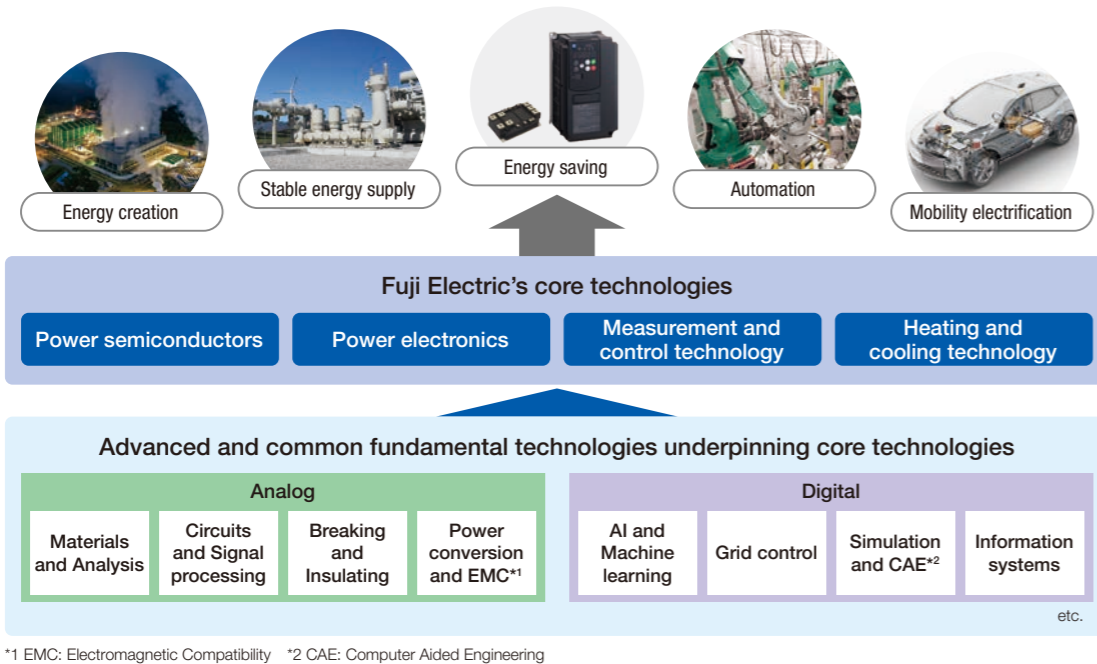 Energy creation
Stable energy supply
Energy saving
Automation
Mobility electrification
Fuji Electric's core technologies
Power semiconductors
Power electronics
Measurement and
control technology
Heating and
cooling technology
Advanced and common fundamental technologies underpinning core technologies
Analog
Materials
and Analysis
Circuits
and Signal
processing
Breaking
and
Insulating
Power
conversion
and EMC*1
Digital
AI and
Machine
learning
Grid control
Simulation
and CAE*2
Information
systems
etc.
*1 EMC: Electromagnetic Compatibility *2 CAE: Computer Aided Engineering